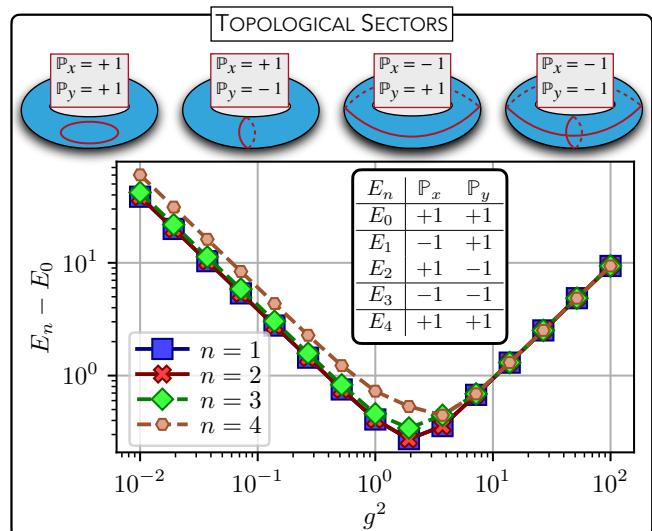 TOPOLOGICAL SECTORS
ℙx = +1 ℙx = +1 ℙx = −1 ℙx = −1
ℙy = +1 ℙy = −1 ℙy = +1 ℙy = −1
En ℙx ℙy
E0 +1 +1
E1 −1 +1
E2 +1 −1
E3 −1 −1
E4 +1 +1
En − E0
10^1
10^0
n = 1
n = 2
n = 3
n = 4
10^−2 10^−1 10^0 10^1 10^2
g^2